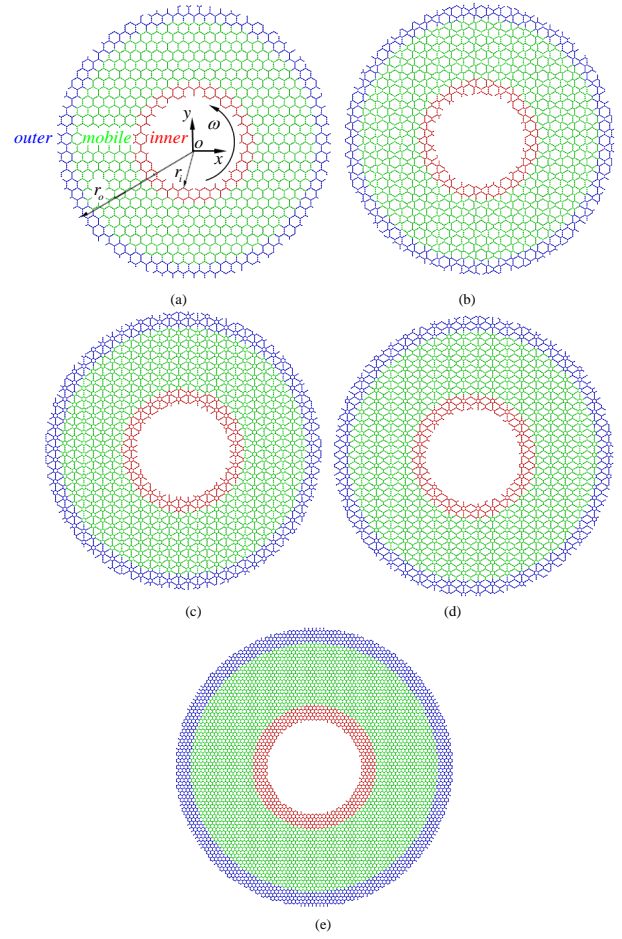 y
ω
outer mobile inner o x
r_i
r_o
(a) (b)
(c) (d)
(e)